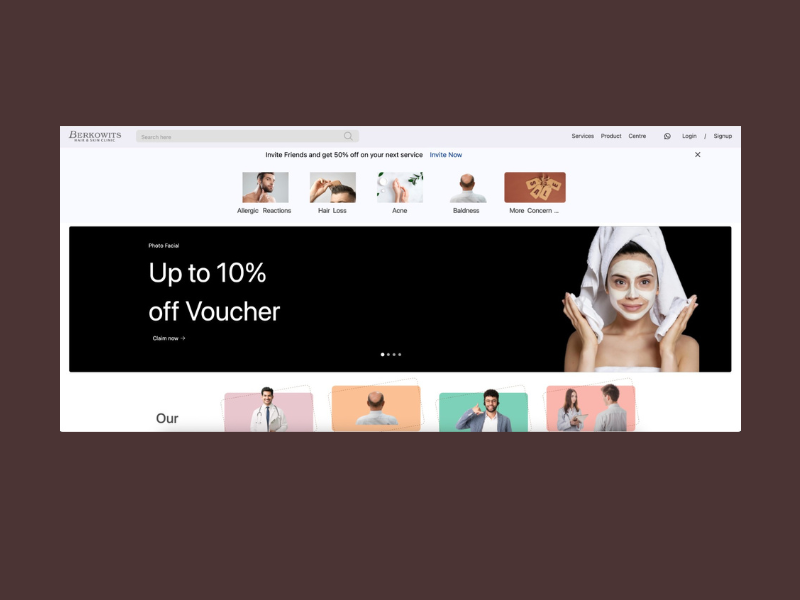 BERKOWITS
HAIR & SKIN CLINIC
Search here
Services Product Centre Login / Signup
Invite Friends and get 50% off on your next service Invite Now
Allergic Reactions Hair Loss Acne Baldness More Concern ...
Photo Facial
Up to 10%
off Voucher
Claim now
Our